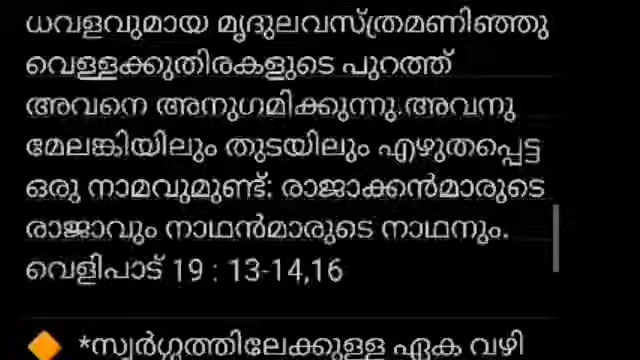 ധവളവുമായ മൃദുലവസ്ത്രമണിഞ്ഞു
വെള്ളക്കുതിരകളുടെ പുറത്ത്
അവനെ അനുഗമിക്കുന്നു.അവനു
മേലങ്കിയിലും തുടയിലും എഴുതപ്പെട്ട
ഒരു നാമവുമുണ്ട്: രാജാക്കൻമാരുടെ
രാജാവും നാഥൻമാരുടെ നാഥനും.
വെളിപാട് 19 : 13-14,16
🔶 *സ്വർഗ്ഗത്തിലേക്കുള്ള ഏക വഴി